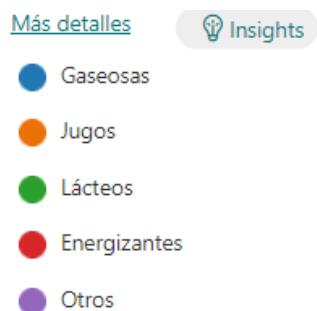 Más detalles Insights
Gaseosas
Jugos
Lácteos
Energizantes
Otros